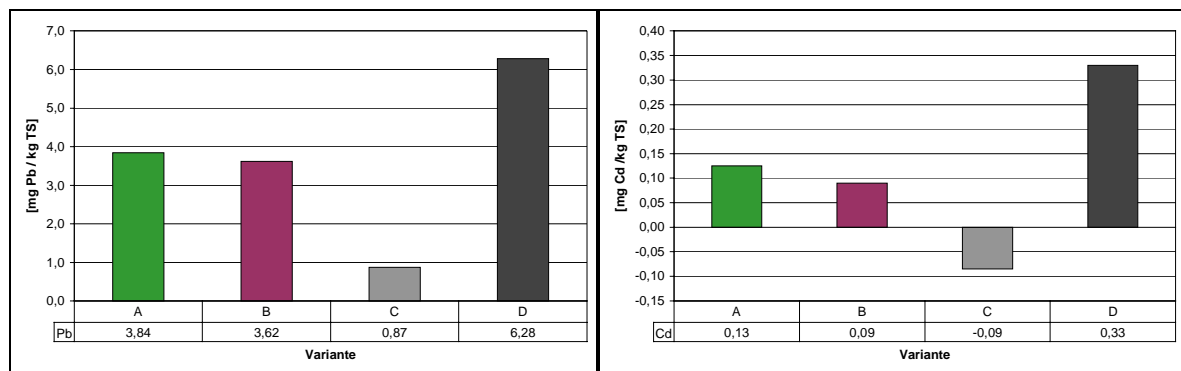 [mg Pb / kg TS]
7,0
6,0
5,0
4,0
3,0
2,0
1,0
0,0
A B C D
Pb 3,84 3,62 0,87 6,28
Variante
[mg Cd /kg TS]
0,40
0,35
0,30
0,25
0,20
0,15
0,10
0,05
0,00
-0,05
-0,10
-0,15
A B C D
Cd 0,13 0,09 -0,09 0,33
Variante